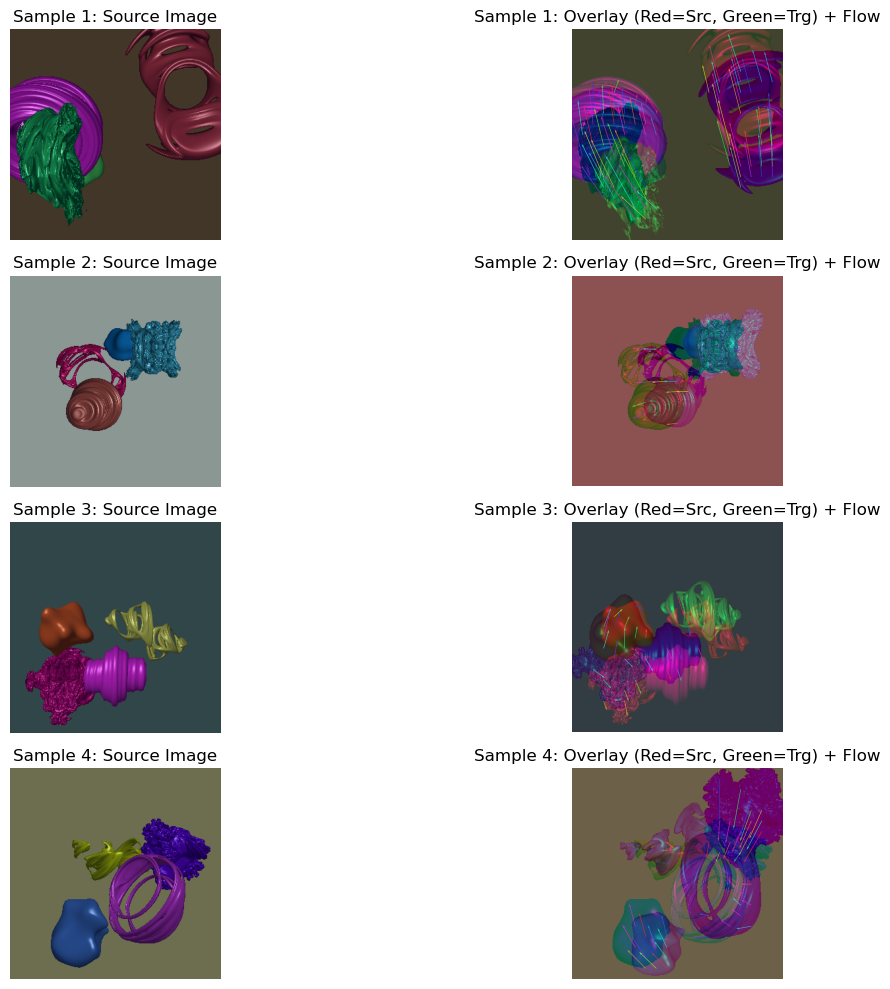 Sample 1: Source Image
Sample 1: Overlay (Red=Src, Green=Trg) + Flow
Sample 2: Source Image
Sample 2: Overlay (Red=Src, Green=Trg) + Flow
Sample 3: Source Image
Sample 3: Overlay (Red=Src, Green=Trg) + Flow
Sample 4: Source Image
Sample 4: Overlay (Red=Src, Green=Trg) + Flow